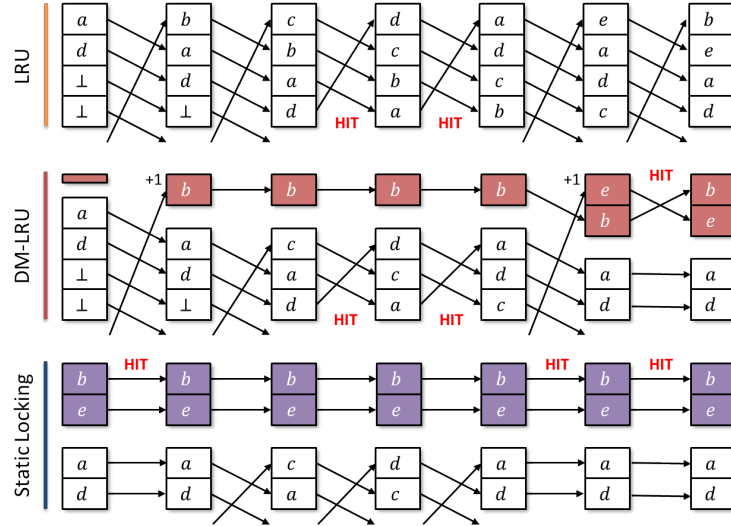 LRU
a b c d a e b
d a b c d a e
⊥ d a b c d a
⊥ ⊥ d a b c d
HIT HIT
DM-LRU
+1 +1 HIT
b b b b e b
b e
a
d a c d a
⊥ d a c d a a
⊥ ⊥ d a c d d
HIT HIT
Static Locking
HIT HIT HIT
b b b b b b b
e e e e e e e
a a c d a a a
d d a c d d d